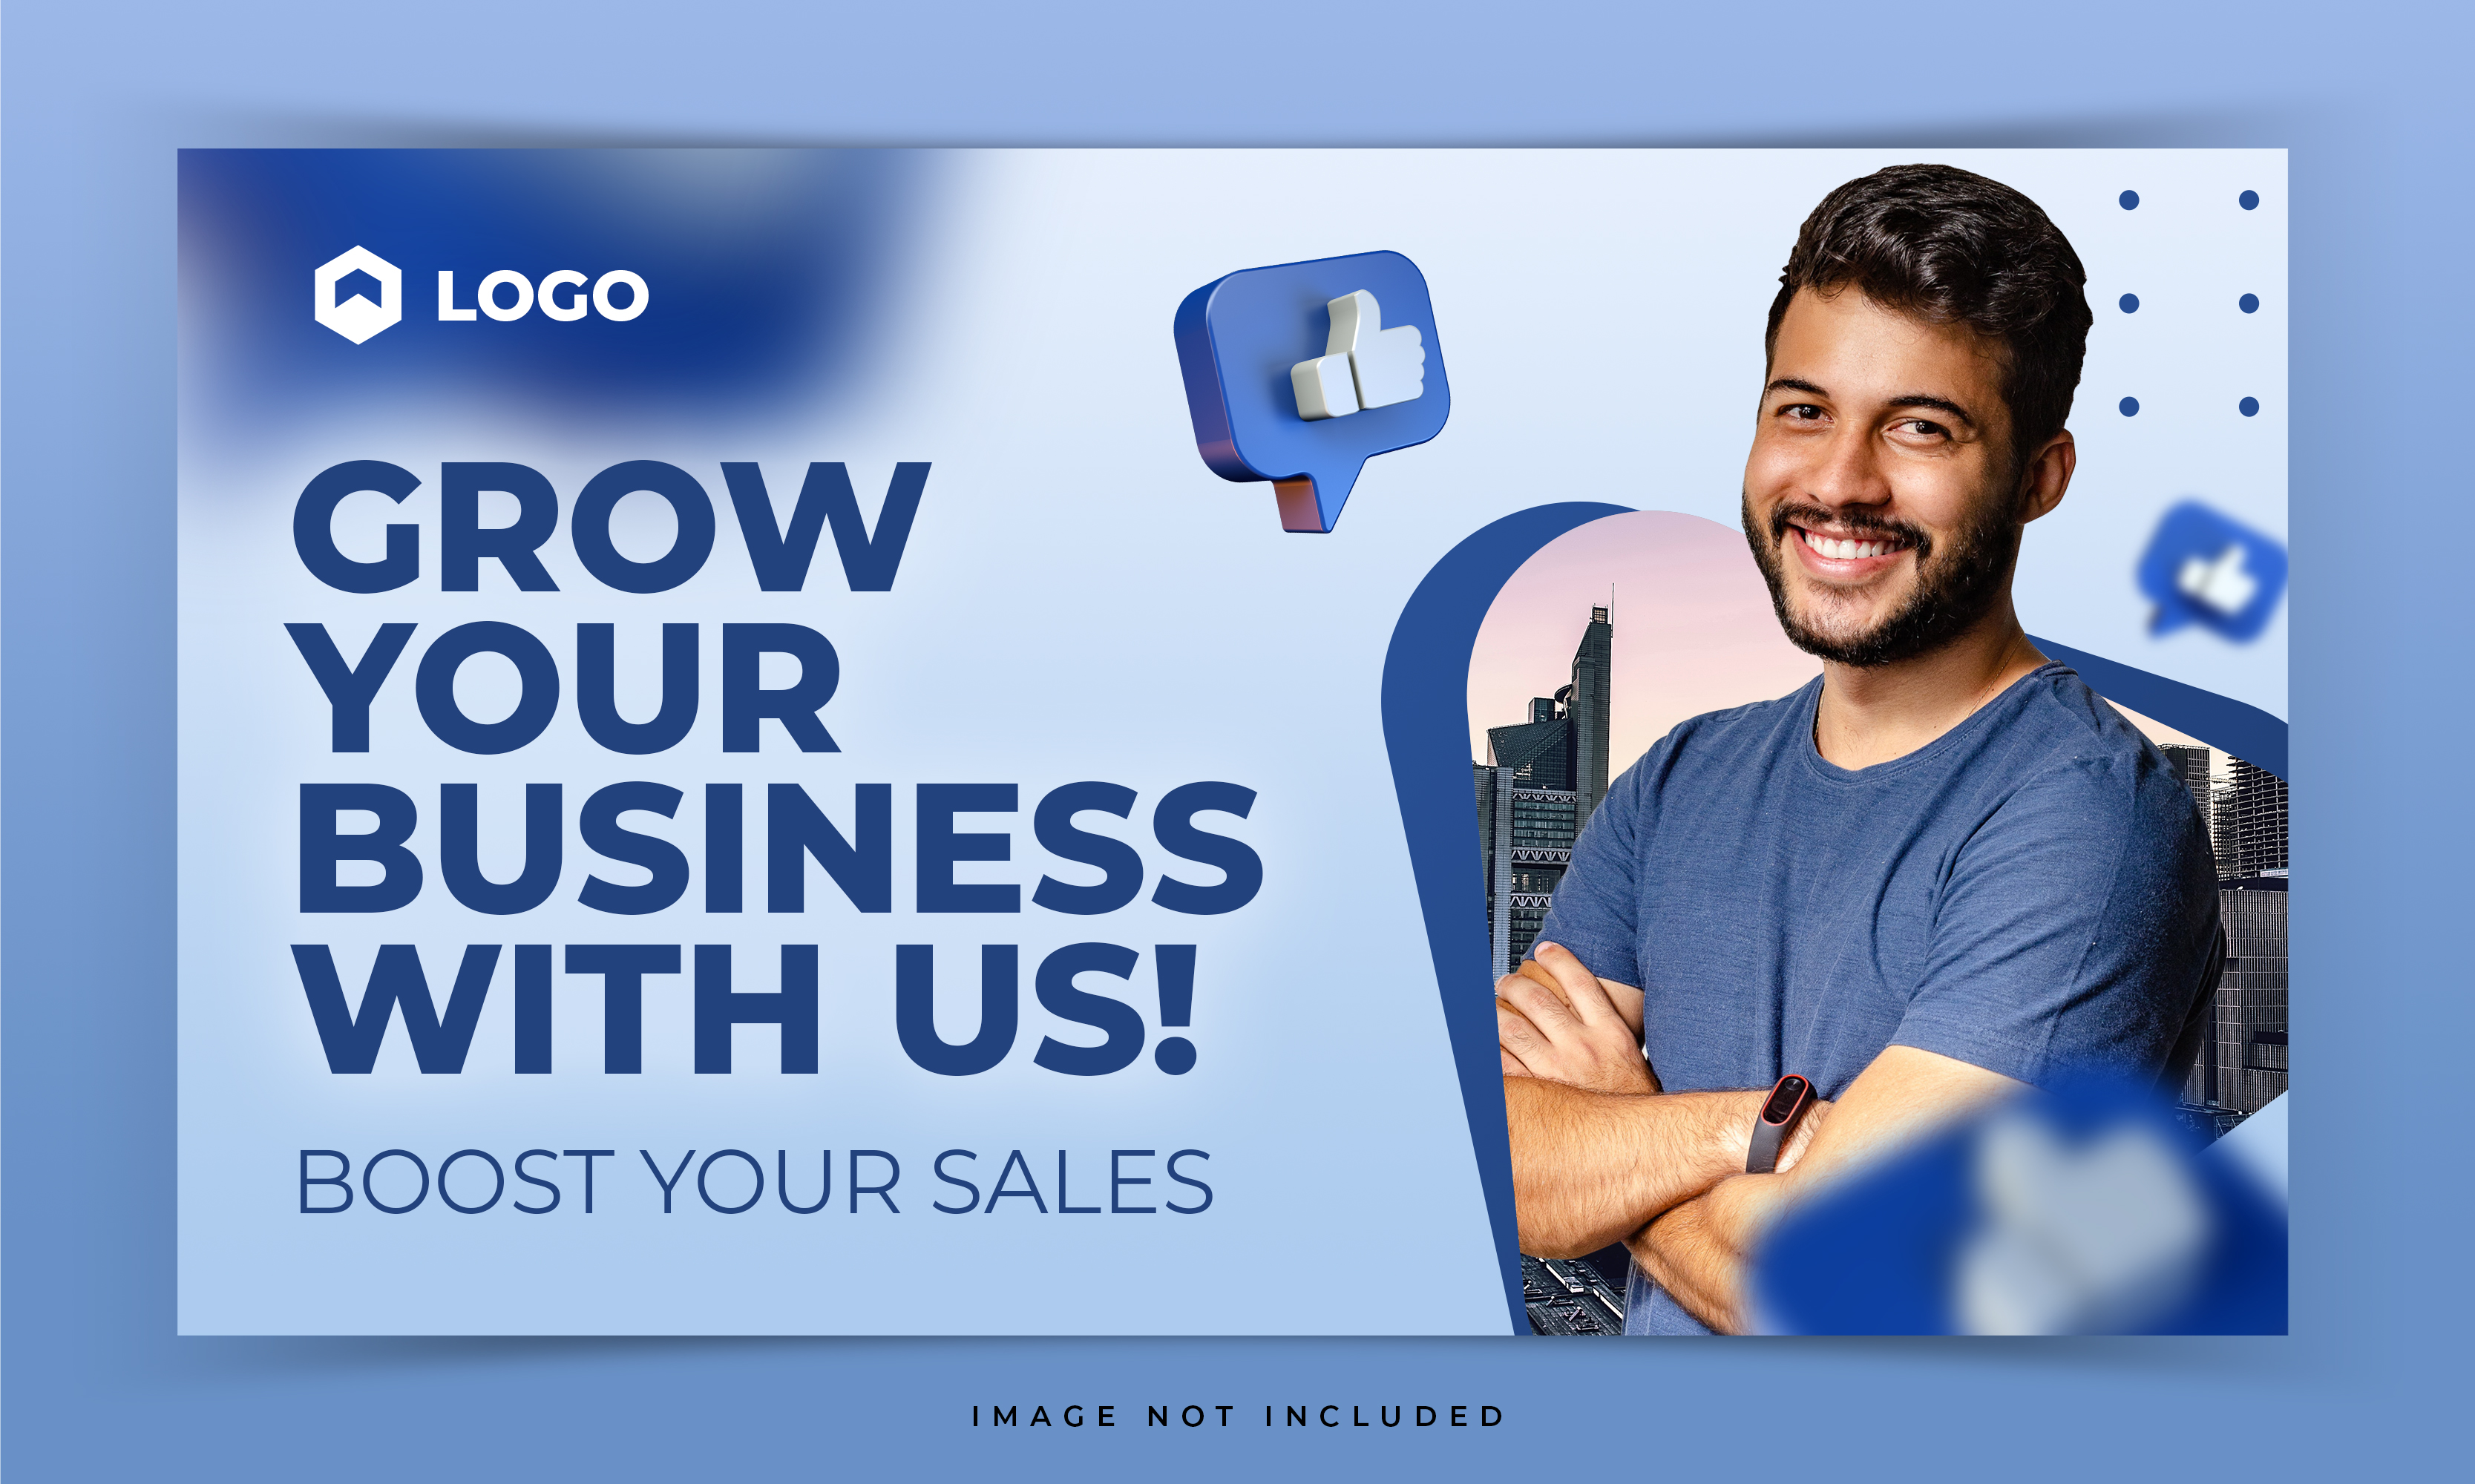 LOGO
GROW
YOUR
BUSINESS
WITH US!
BOOST YOUR SALES
IMAGE NOT INCLUDED